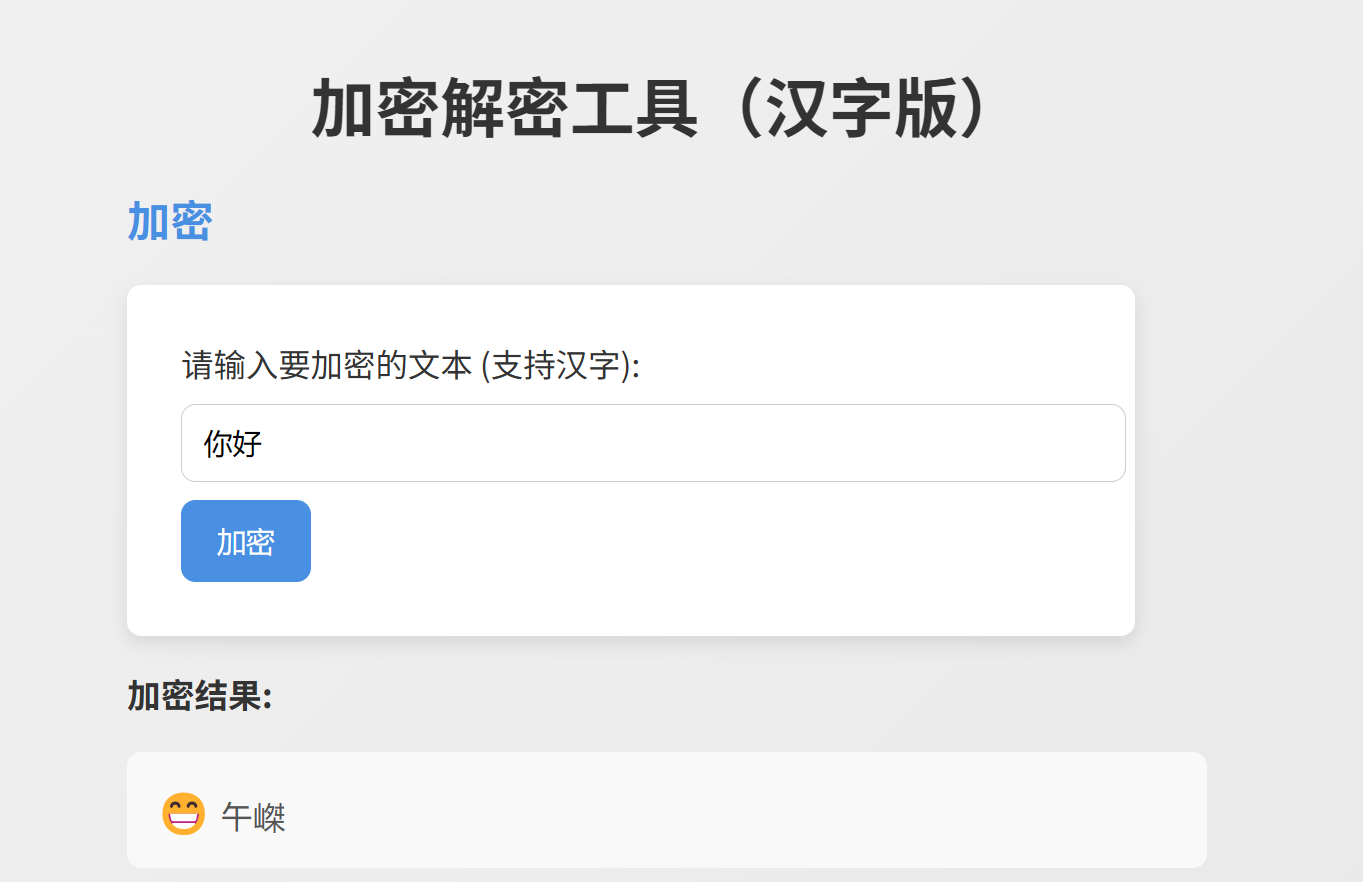 加密解密工具（汉字版）
加密
请输入要加密的文本 (支持汉字):
你好
加密
加密结果:
😁 午嵥